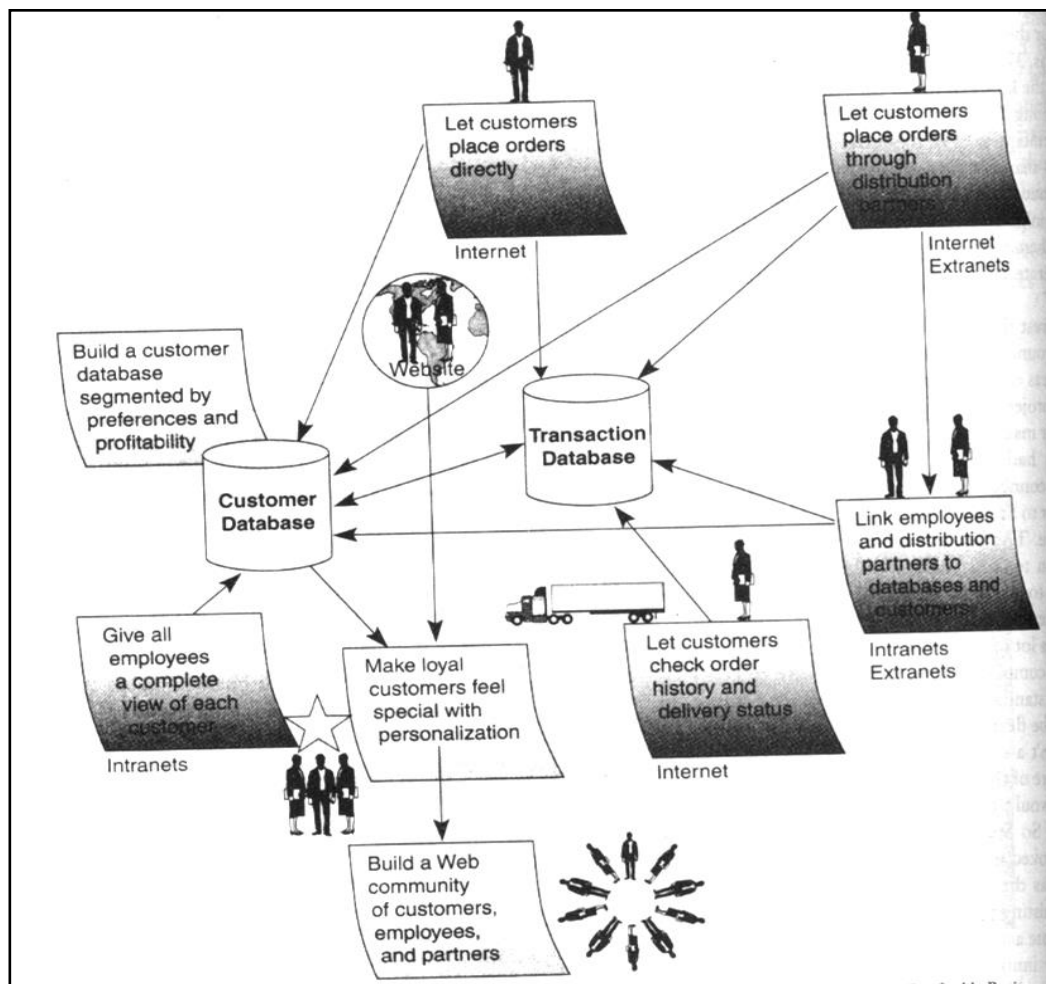 Let customers
place orders
directly
Internet
Let customers
place orders
through
distribution
partners
Internet
Extranets
Website
Build a customer
database
segmented by
preferences and
profitability
Customer
Database
Transaction
Database
Link employees
and distribution
partners to
databases and
customers
Intranets
Extranets
Give all
employees
a complete
view of each
customer
Intranets
Make loyal
customers feel
special with
personalization
Let customers
check order
history and
delivery status
Internet
Build a Web
community
of customers,
employees,
and partners